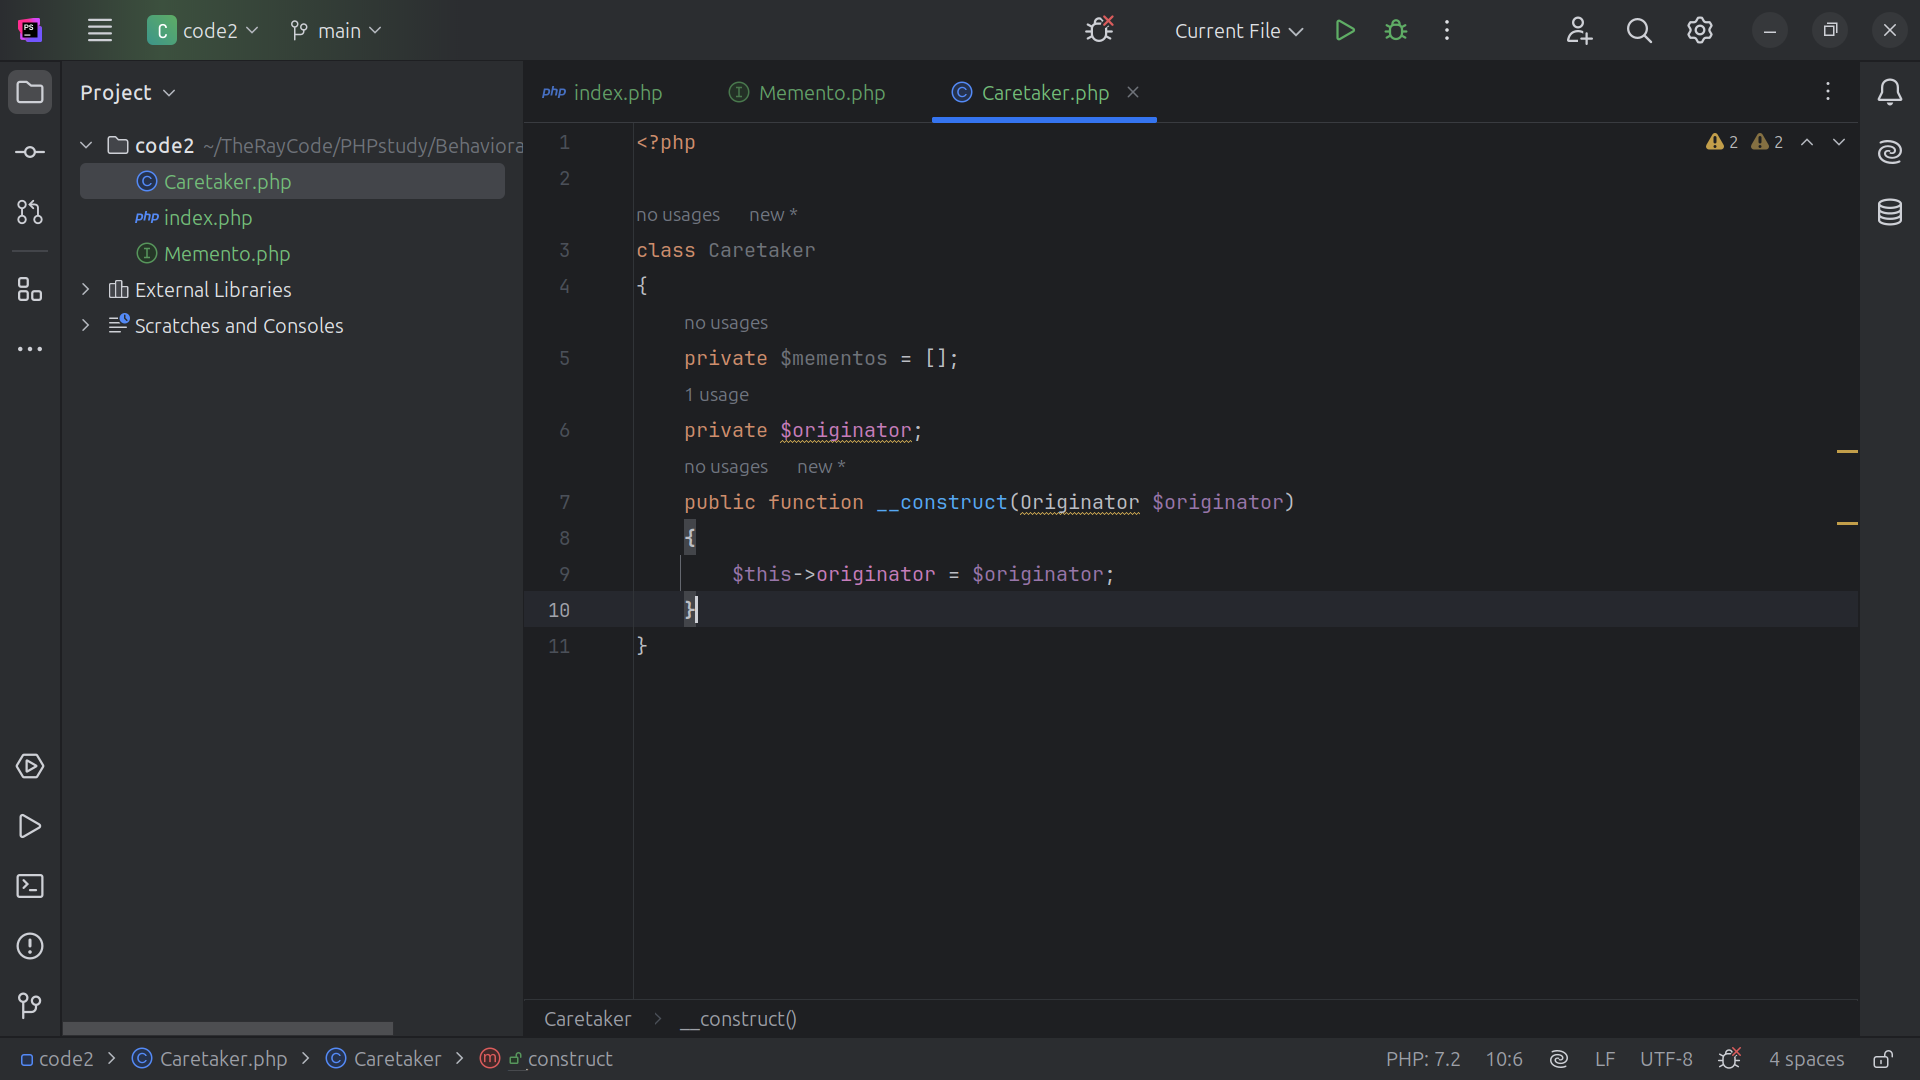 PS
C code2 main Current File
Project
code2 ~/TheRayCode/PHPstudy/Behaviora
Caretaker.php
php index.php
Memento.php
External Libraries
Scratches and Consoles
php index.php Memento.php Caretaker.php
2 2
1 <?php
2
no usages new *
3 class Caretaker
4 {
no usages
5 private $mementos = [];
1 usage
6 private $originator;
no usages new *
7 public function __construct(Originator $originator)
8 {
9 $this->originator = $originator;
10 }
11 }
Caretaker > __construct()
code2 > Caretaker.php > Caretaker > __construct PHP: 7.2 10:6 LF UTF-8 4 spaces